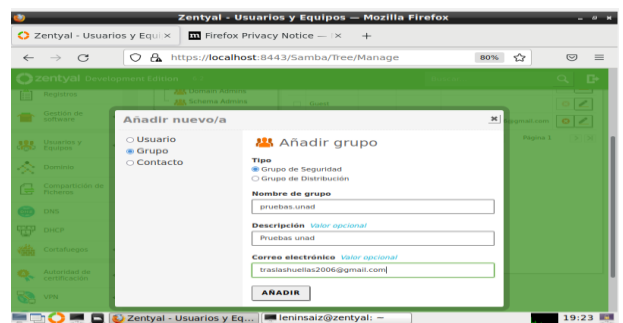 Zentyal - Usuarios y Equipos — Mozilla Firefox
Zentyal - Usuarios y Equi
Firefox Privacy Notice —
https://localhost:8443/Samba/Tree/Manage
80%
zentyal Development Edition
Registros
Domain Admins
Schema Admins
Guest
Gestión de software
gmail.com
Usuarios y Equipos
Página 1
Dominio
Compartición de Ficheros
DNS
DHCP
Cortafuegos
Autoridad de certificación
VPN
Añadir nuevo/a
Usuario
Grupo
Contacto
Añadir grupo
Tipo
Grupo de Seguridad
Grupo de Distribución
Nombre de grupo
pruebas.unad
Descripción Valor opcional
Pruebas unad
Correo electrónico Valor opcional
traslashuellas2006@gmail.com
AÑADIR
Zentyal - Usuarios y Eq...
leninsaiz@zentyal: ~
19:23